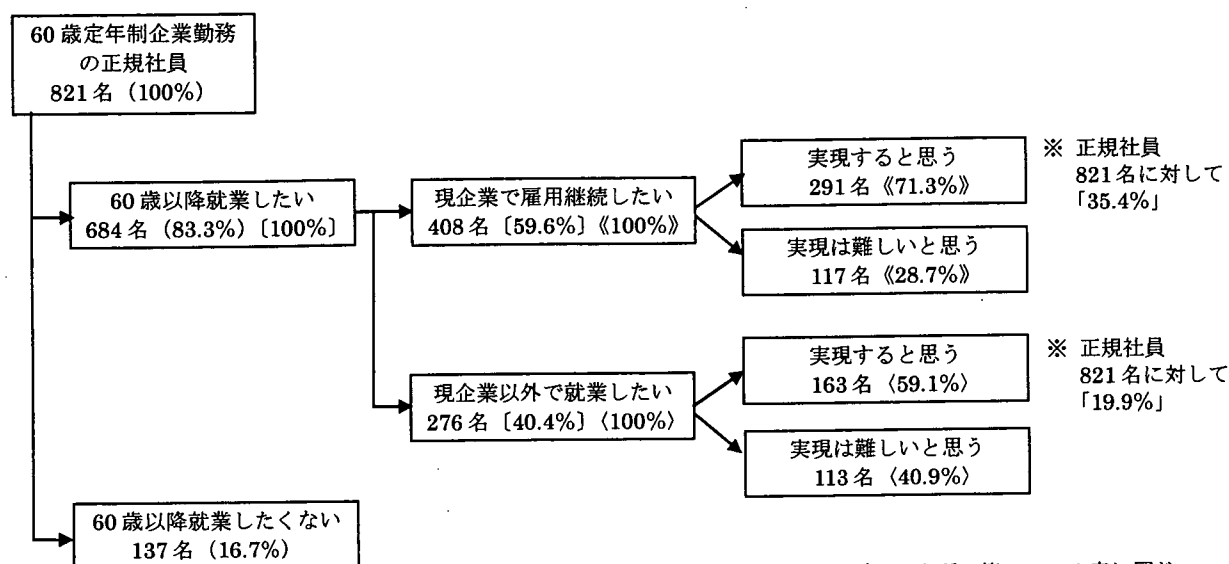 60歳定年制企業勤務
の正規社員
821名（100%）
60歳以降就業したい
684名（83.3%）〔100%〕
現企業で雇用継続したい
408名〔59.6%〕《100%》
実現すると思う
291名《71.3%》
※ 正規社員
821名に対して
「35.4%」
実現は難しいと思う
117名《28.7%》
現企業以外で就業したい
276名〔40.4%〕〈100%〉
実現すると思う
163名〈59.1%〉
※ 正規社員
821名に対して
「19.9%」
実現は難しいと思う
113名〈40.9%〉
60歳以降就業したくない
137名（16.7%）